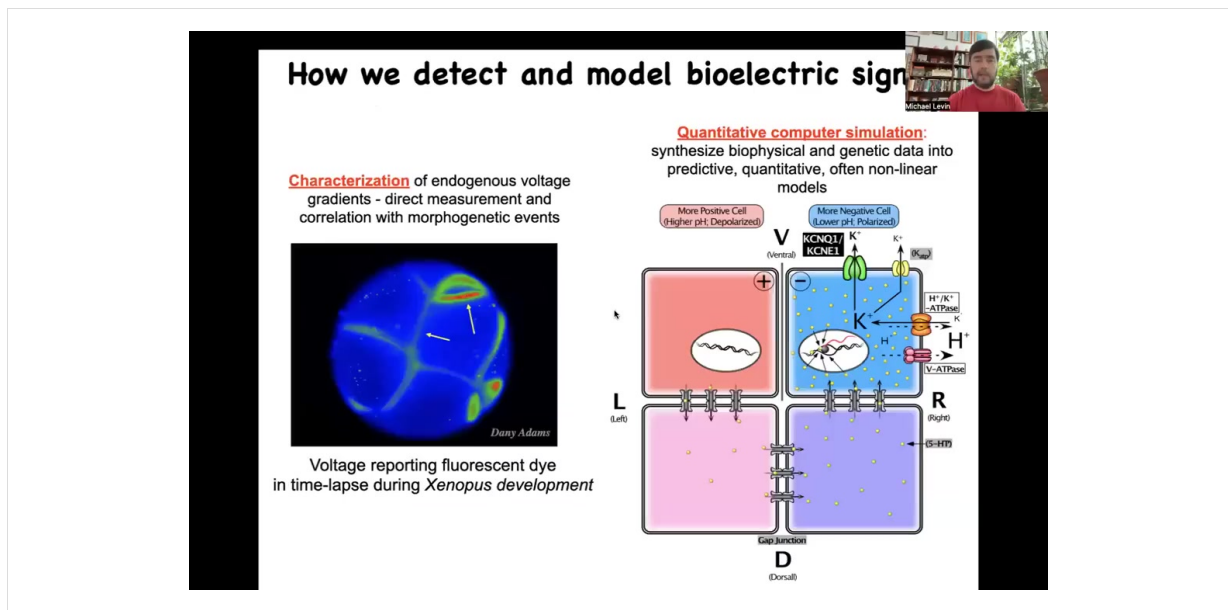 How we detect and model bioelectric sign
Michael Levin
Characterization of endogenous voltage
gradients - direct measurement and
correlation with morphogenetic events
Dany Adams
Voltage reporting fluorescent dye
in time-lapse during Xenopus development
Quantitative computer simulation:
synthesize biophysical and genetic data into
predictive, quantitative, often non-linear
models
More Positive Cell
(Higher pH; Depolarized)
More Negative Cell
(Lower pH; Polarized)
V
(Ventral)
KCNQ1/
KCNE1
K⁺
K⁺
(Katp)
+
−
K⁺
H⁺/K⁺
-ATPase
K⁺
H⁺
H⁺
V-ATPase
L
(Left)
R
(Right)
(5-HT)
Gap Junction
D
(Dorsal)